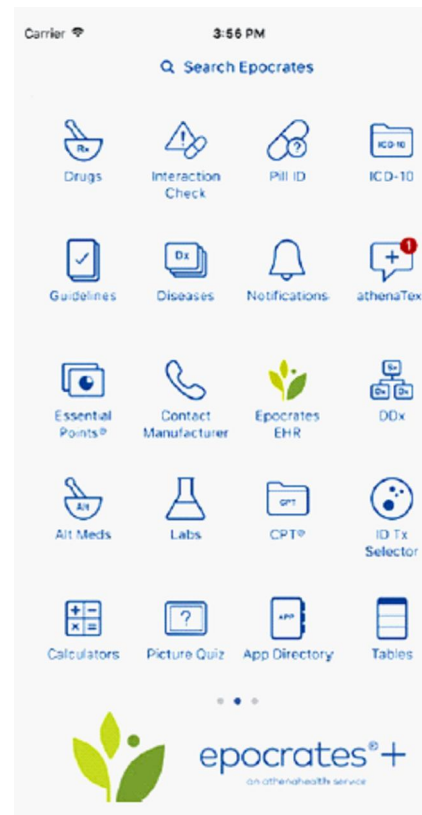 Carrier 3:56 PM
Search Epocrates
Rx ICD-10
Drugs Interaction Pill ID ICD-10
Check
Dx 1
Guidelines Diseases Notifications athenaTex
Essential Contact Epocrates DDx
Points® Manufacturer EHR
Alt CPT
Alt Meds Labs CPT® ID Tx
Selector
APP
Calculators Picture Quiz App Directory Tables
epocrates®+
an athenahealth service